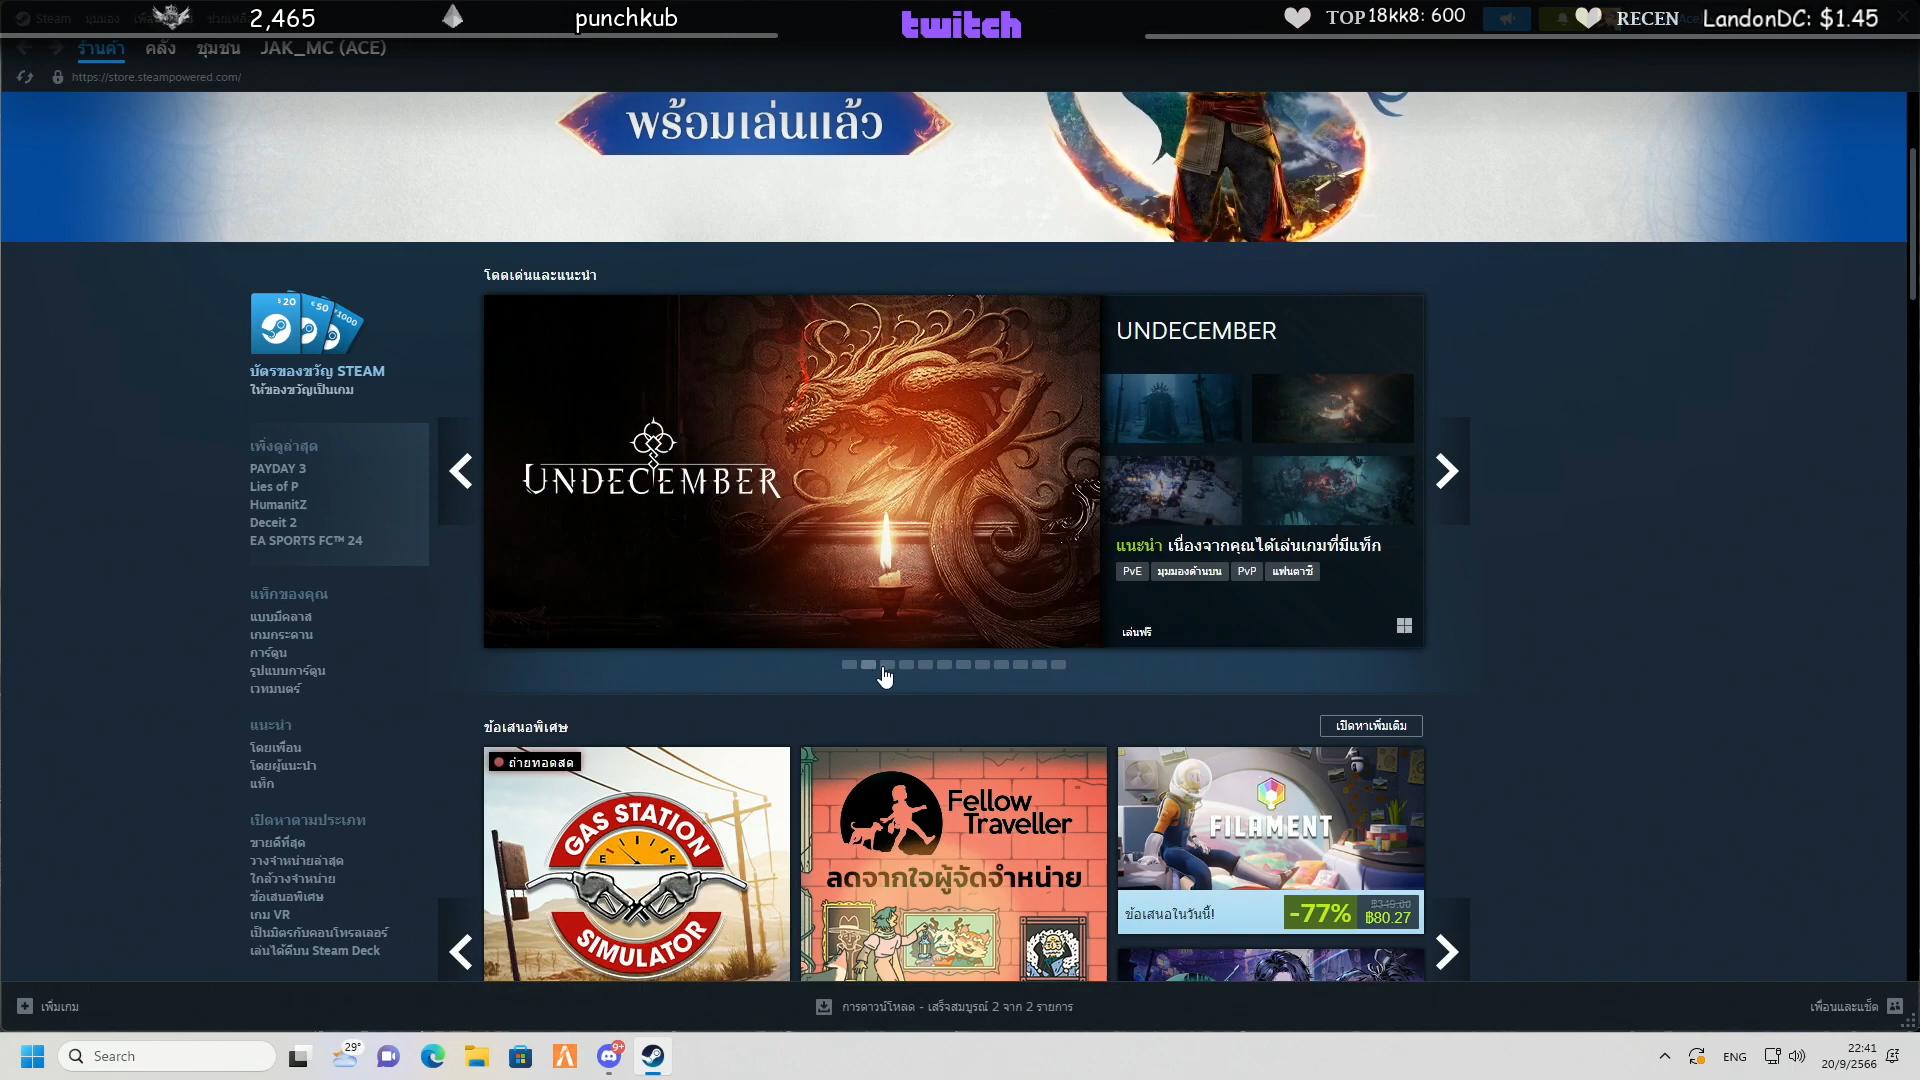 Steam มุมมอง
2,465
punchkub
twitch
TOP 18kk8: 600
RECEN LandonDC: $1.45
ร้านค้า คลัง ชุมชน JAK_MC (ACE)
https://store.steampowered.com/
พร้อมเล่นแล้ว
โดดเด่นและแนะนำ
$20 €50 ¥1000
บัตรของขวัญ STEAM
ให้ของขวัญเป็นเกม
เพิ่งดูล่าสุด
PAYDAY 3
Lies of P
HumanitZ
Deceit 2
EA SPORTS FC™ 24
แท็กของคุณ
แบบมีคลาส
เกมกระดาน
การ์ตูน
รูปแบบการ์ตูน
เวทมนตร์
แนะนำ
โดยเพื่อน
โดยผู้แนะนำ
แท็ก
เปิดหาตามประเภท
ขายดีที่สุด
วางจำหน่ายล่าสุด
ใกล้วางจำหน่าย
ข้อเสนอพิเศษ
เกม VR
เป็นมิตรกับคอนโทรลเลอร์
เล่นได้ดีบน Steam Deck
UNDECEMBER
UNDECEMBER
แนะนำ เนื่องจากคุณได้เล่นเกมที่มีแท็ก
PvE มุมมองด้านบน PvP แฟนตาซี
เล่นฟรี
ข้อเสนอพิเศษ
เปิดหาเพิ่มเติม
ถ่ายทอดสด
GAS STATION
E F
SIMULATOR
Fellow
Traveller
ลดจากใจผู้จัดจำหน่าย
FILAMENT
ข้อเสนอในวันนี้! -77% ฿349.00
฿80.27
เพิ่มเกม
การดาวน์โหลด - เสร็จสมบูรณ์ 2 จาก 2 รายการ
เพื่อนและแช็ต
Search
29°
9+
ENG
22:41
20/9/2566